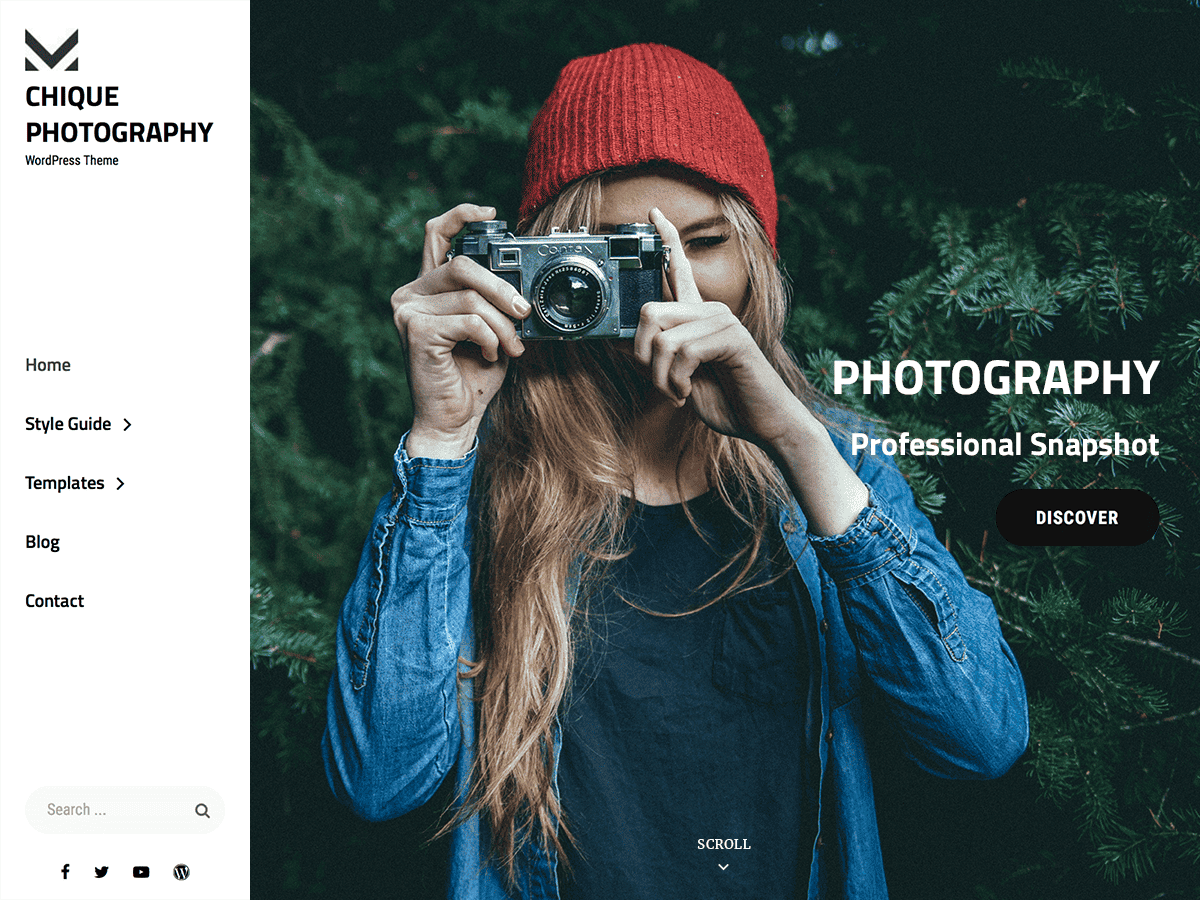 CHIQUE
PHOTOGRAPHY
WordPress Theme
Home
Style Guide
Templates
Blog
Contact
Search ...
Contax
PHOTOGRAPHY
Professional Snapshot
DISCOVER
SCROLL